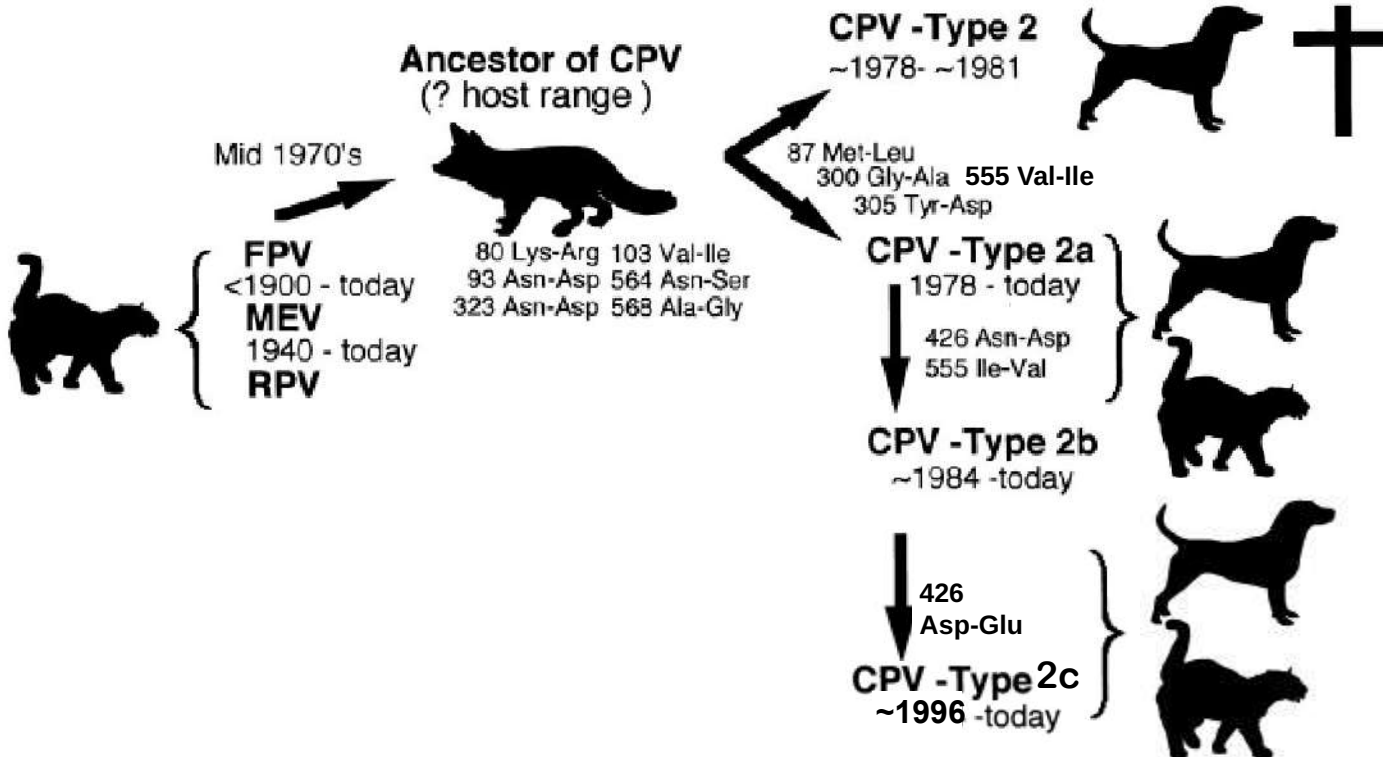 FPV
<1900 - today
MEV
1940 - today
RPV
Mid 1970's
Ancestor of CPV
(? host range )
80 Lys-Arg 103 Val-Ile
93 Asn-Asp 564 Asn-Ser
323 Asn-Asp 568 Ala-Gly
CPV -Type 2
~1978- ~1981
87 Met-Leu
300 Gly-Ala 555 Val-Ile
305 Tyr-Asp
CPV -Type 2a
1978 - today
426 Asn-Asp
555 Ile-Val
CPV -Type 2b
~1984 -today
426
Asp-Glu
CPV -Type 2c
~1996 -today